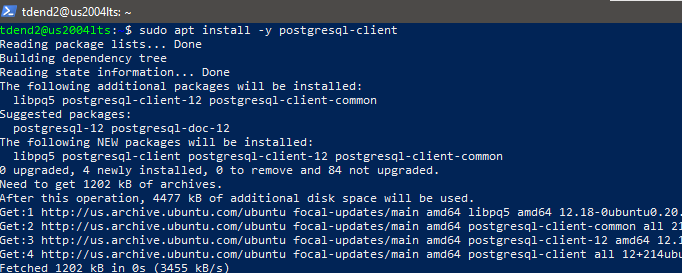 tdend2@us2004lts: ~
tdend2@us2004lts:~$ sudo apt install -y postgresql-client
Reading package lists... Done
Building dependency tree
Reading state information... Done
The following additional packages will be installed:
  libpq5 postgresql-client-12 postgresql-client-common
Suggested packages:
  postgresql-12 postgresql-doc-12
The following NEW packages will be installed:
  libpq5 postgresql-client postgresql-client-12 postgresql-client-common
0 upgraded, 4 newly installed, 0 to remove and 84 not upgraded.
Need to get 1202 kB of archives.
After this operation, 4477 kB of additional disk space will be used.
Get:1 http://us.archive.ubuntu.com/ubuntu focal-updates/main amd64 libpq5 amd64 12.18-0ubuntu0.20.
Get:2 http://us.archive.ubuntu.com/ubuntu focal-updates/main amd64 postgresql-client-common all 21
Get:3 http://us.archive.ubuntu.com/ubuntu focal-updates/main amd64 postgresql-client-12 amd64 12.1
Get:4 http://us.archive.ubuntu.com/ubuntu focal-updates/main amd64 postgresql-client all 12+214ubu
Fetched 1202 kB in 0s (3455 kB/s)